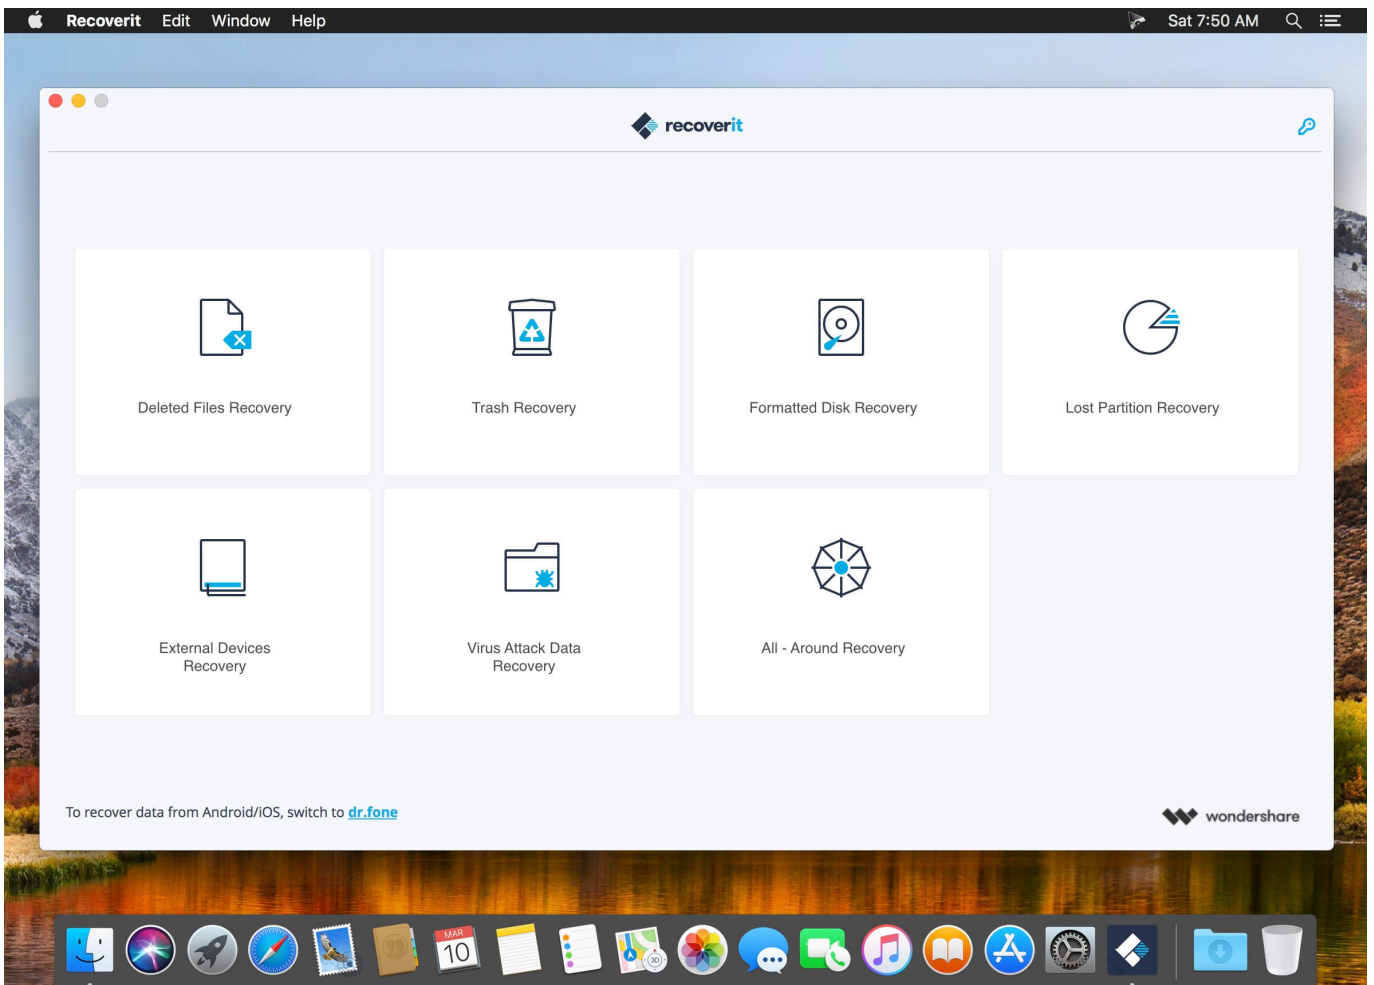 Recoverit Edit Window Help Sat 7:50 AM
recoverit
Deleted Files Recovery
Trash Recovery
Formatted Disk Recovery
Lost Partition Recovery
External Devices
Recovery
Virus Attack Data
Recovery
All - Around Recovery
To recover data from Android/iOS, switch to dr.fone
wondershare
MAR
10
3D